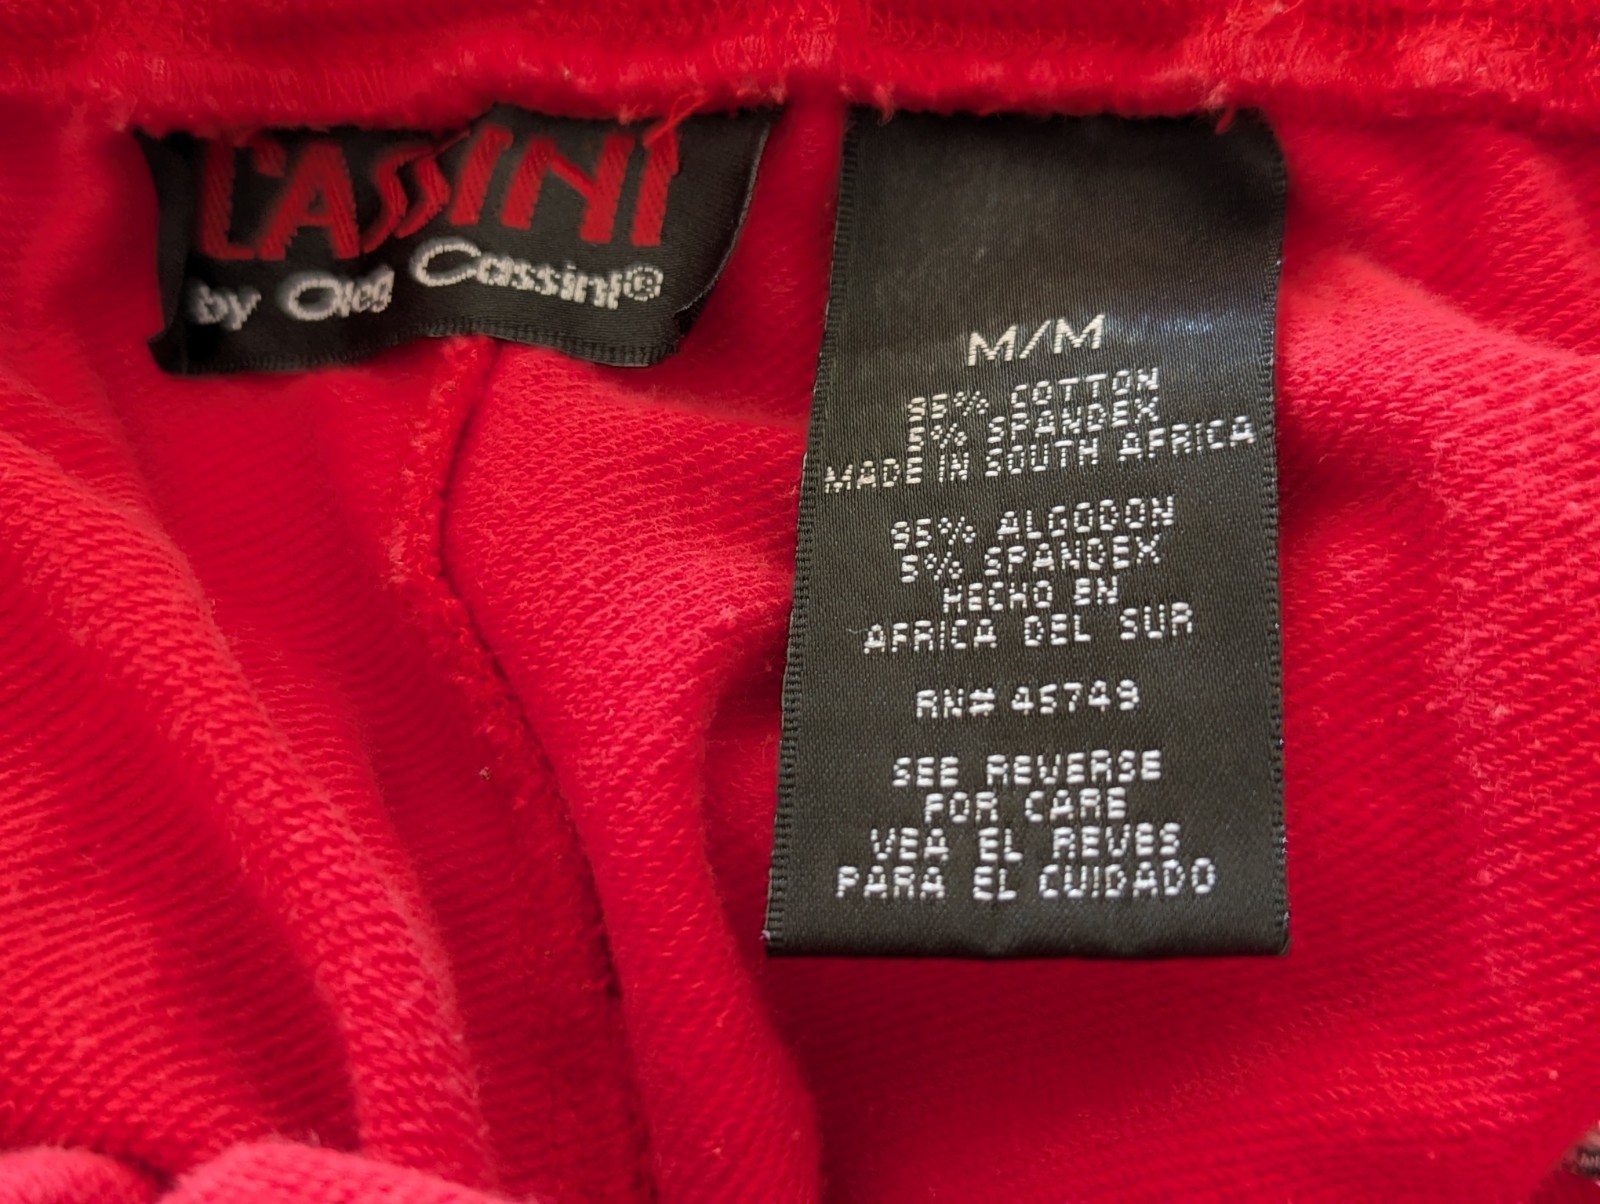 CASSINI
by Oleg Cassini®
M/M
95% COTTON
5% SPANDEX
MADE IN SOUTH AFRICA
95% ALGODON
5% SPANDEX
HECHO EN
AFRICA DEL SUR
RN# 45749
SEE REVERSE
FOR CARE
VEA EL REVES
PARA EL CUIDADO